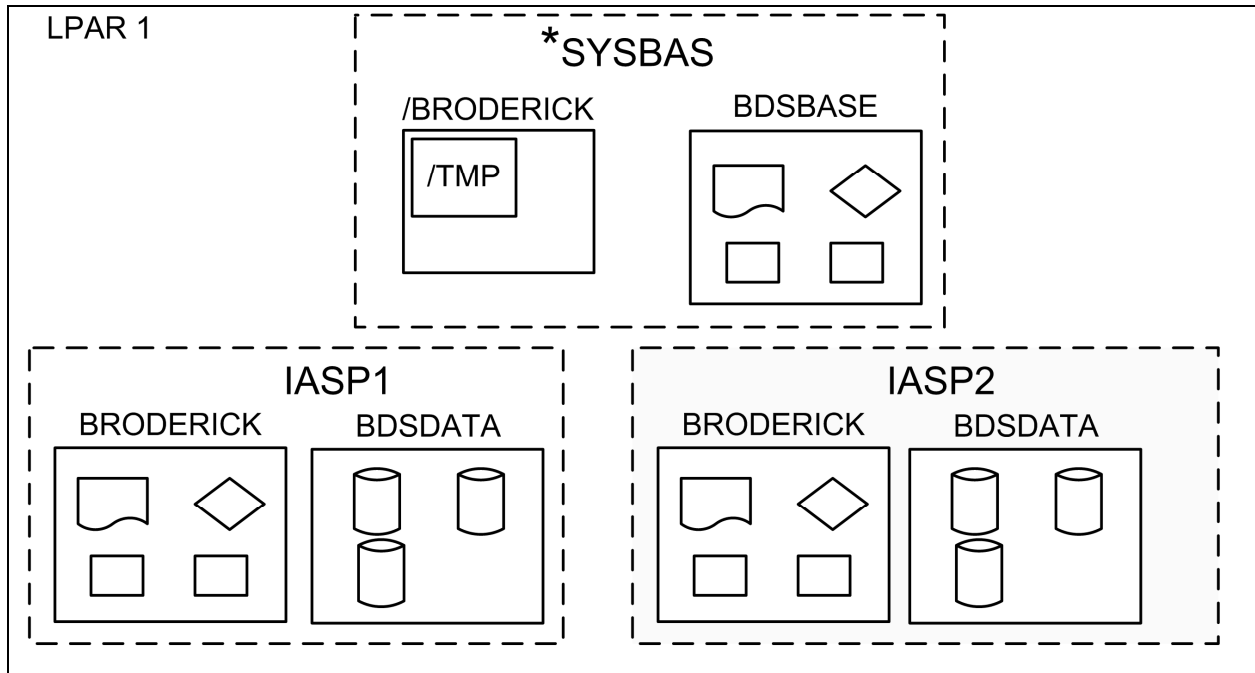 LPAR 1
*SYSBAS
/BRODERICK
BDSBASE
/TMP
IASP1
BRODERICK
BDSDATA
IASP2
BRODERICK
BDSDATA